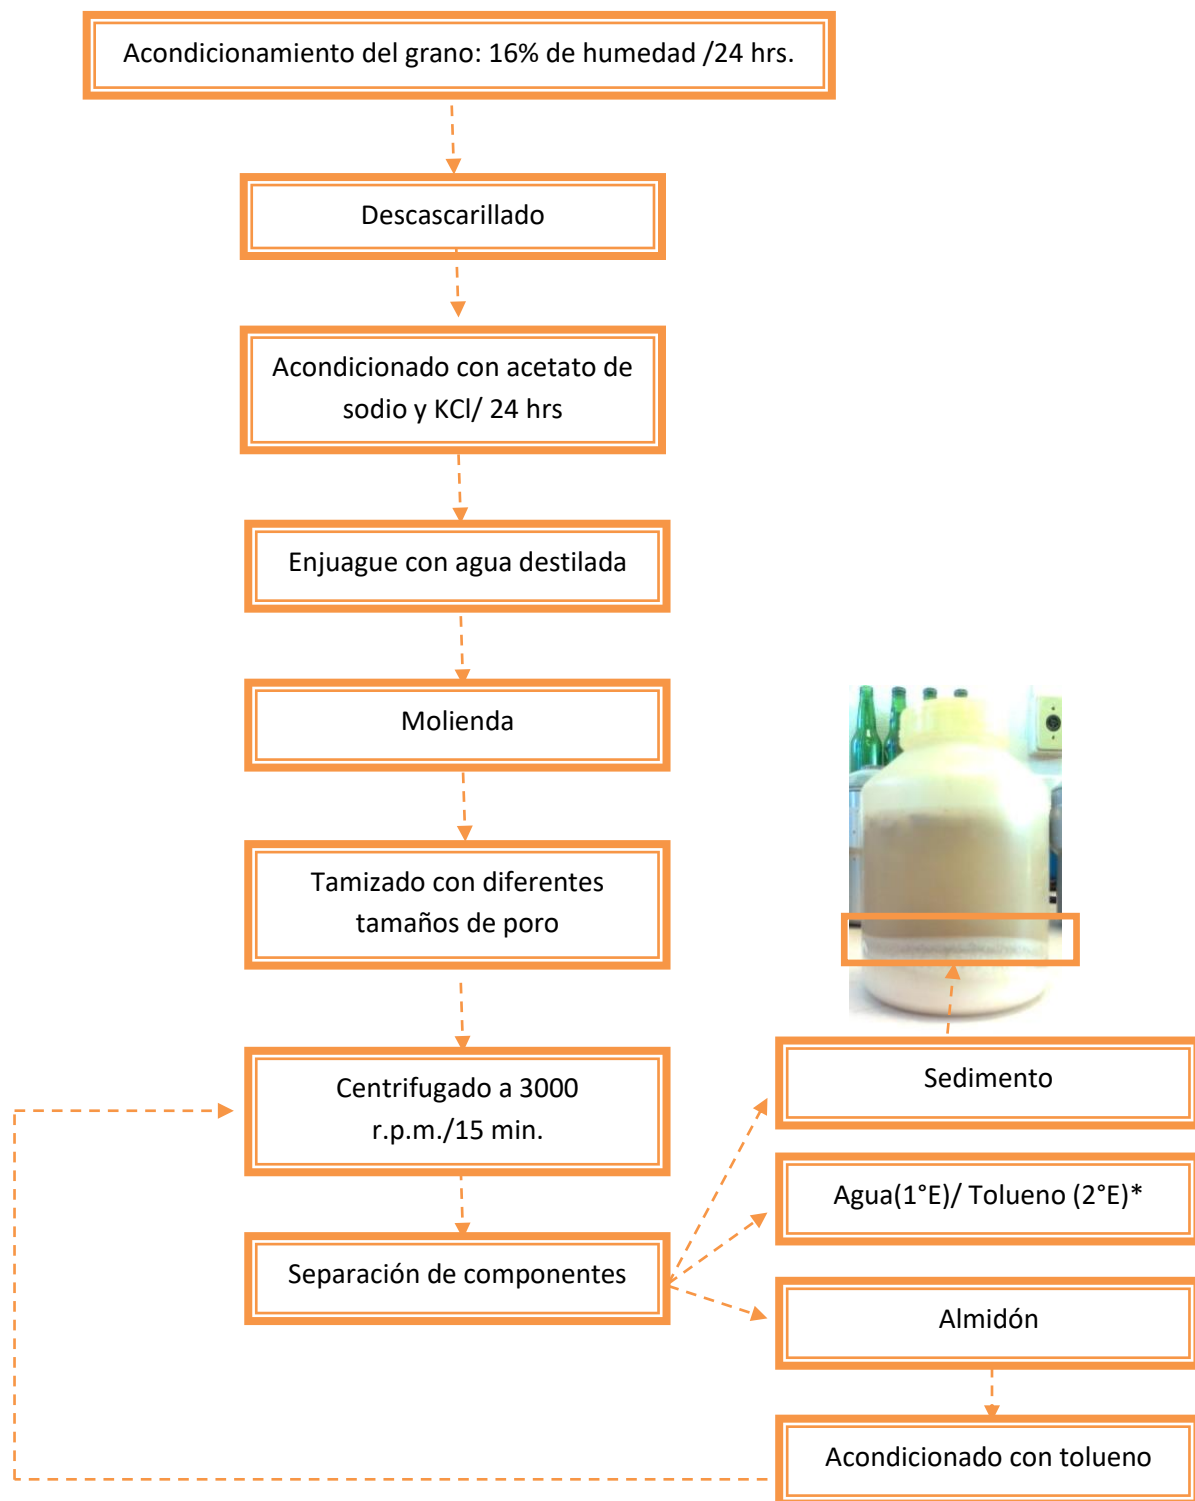 Acondicionamiento del grano: 16% de humedad /24 hrs.
Descascarillado
Acondicionado con acetato de
sodio y KCl/ 24 hrs
Enjuague con agua destilada
Molienda
Tamizado con diferentes
tamaños de poro
Centrifugado a 3000
r.p.m./15 min.
Separación de componentes
Sedimento
Agua(1°E)/ Tolueno (2°E)*
Almidón
Acondicionado con tolueno